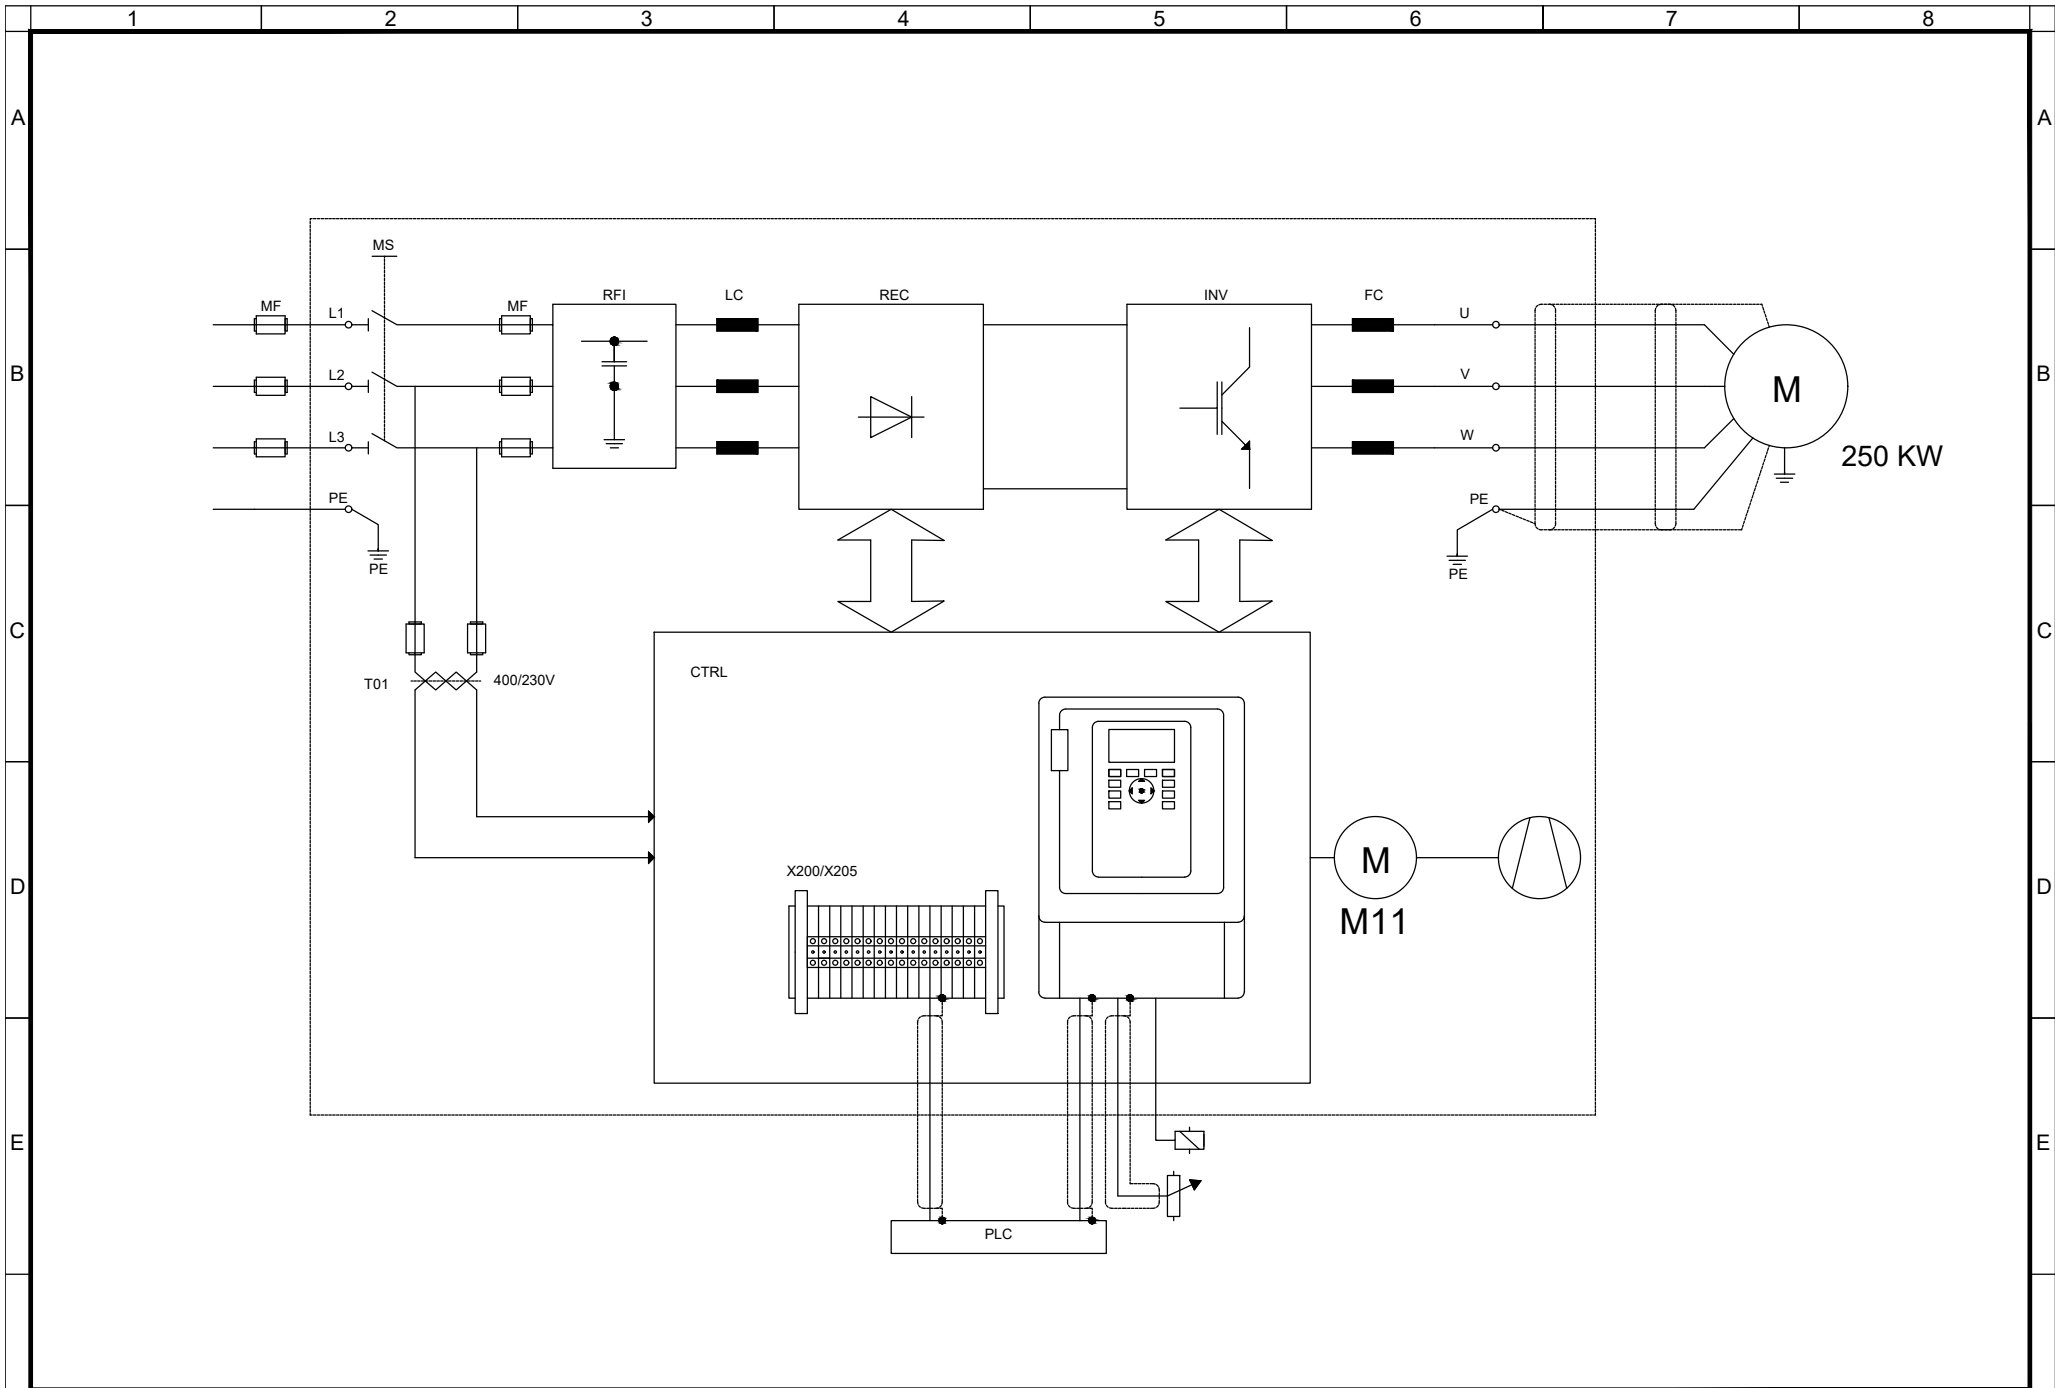 1 2 3 4 5 6 7 8
A A
MS
MF L1 MF RFI LC REC INV FC U
B L2 V M B
L3 W 250 KW
PE PE
PE PE
C C
CTRL
T01 400/230V
X200/X205 M
D D
M11
E E
PLC